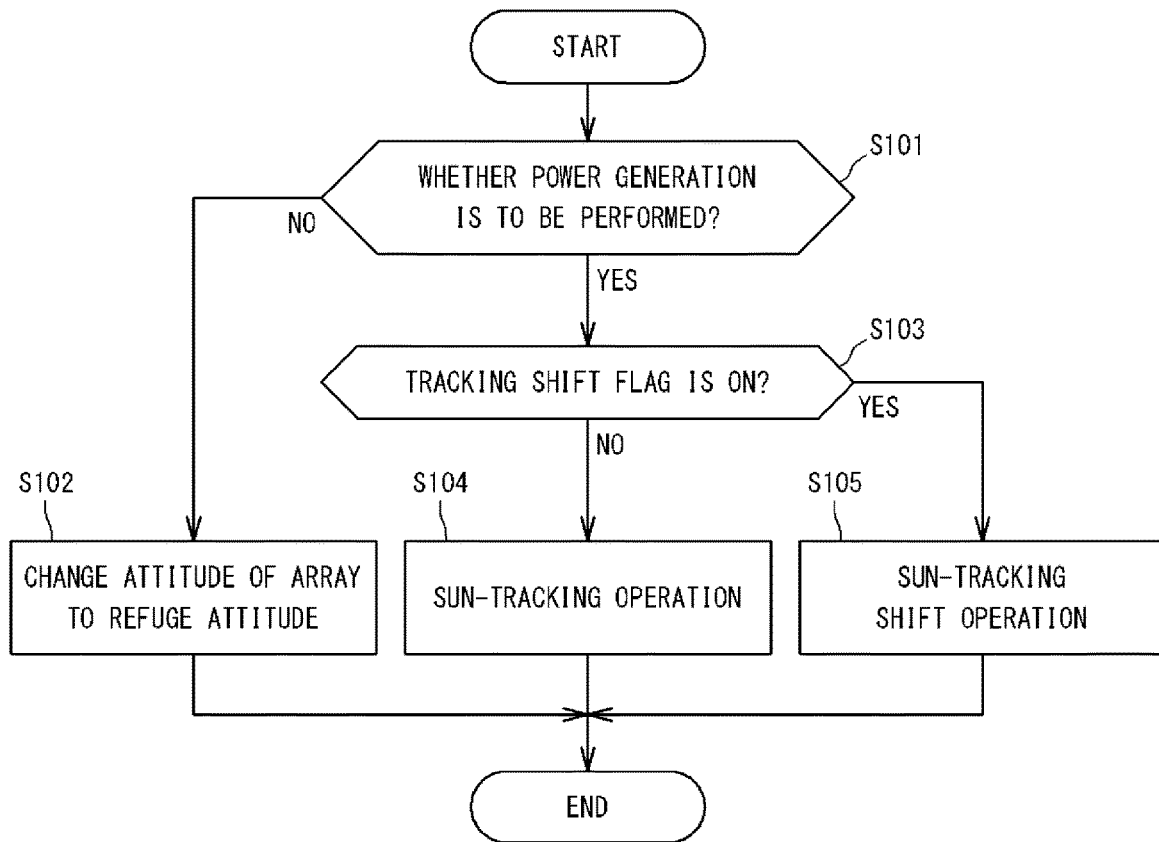 START
S101
WHETHER POWER GENERATION
IS TO BE PERFORMED?
NO
YES
S103
TRACKING SHIFT FLAG IS ON?
YES
NO
S102
S104
S105
CHANGE ATTITUDE OF ARRAY
TO REFUGE ATTITUDE
SUN-TRACKING OPERATION
SUN-TRACKING
SHIFT OPERATION
END